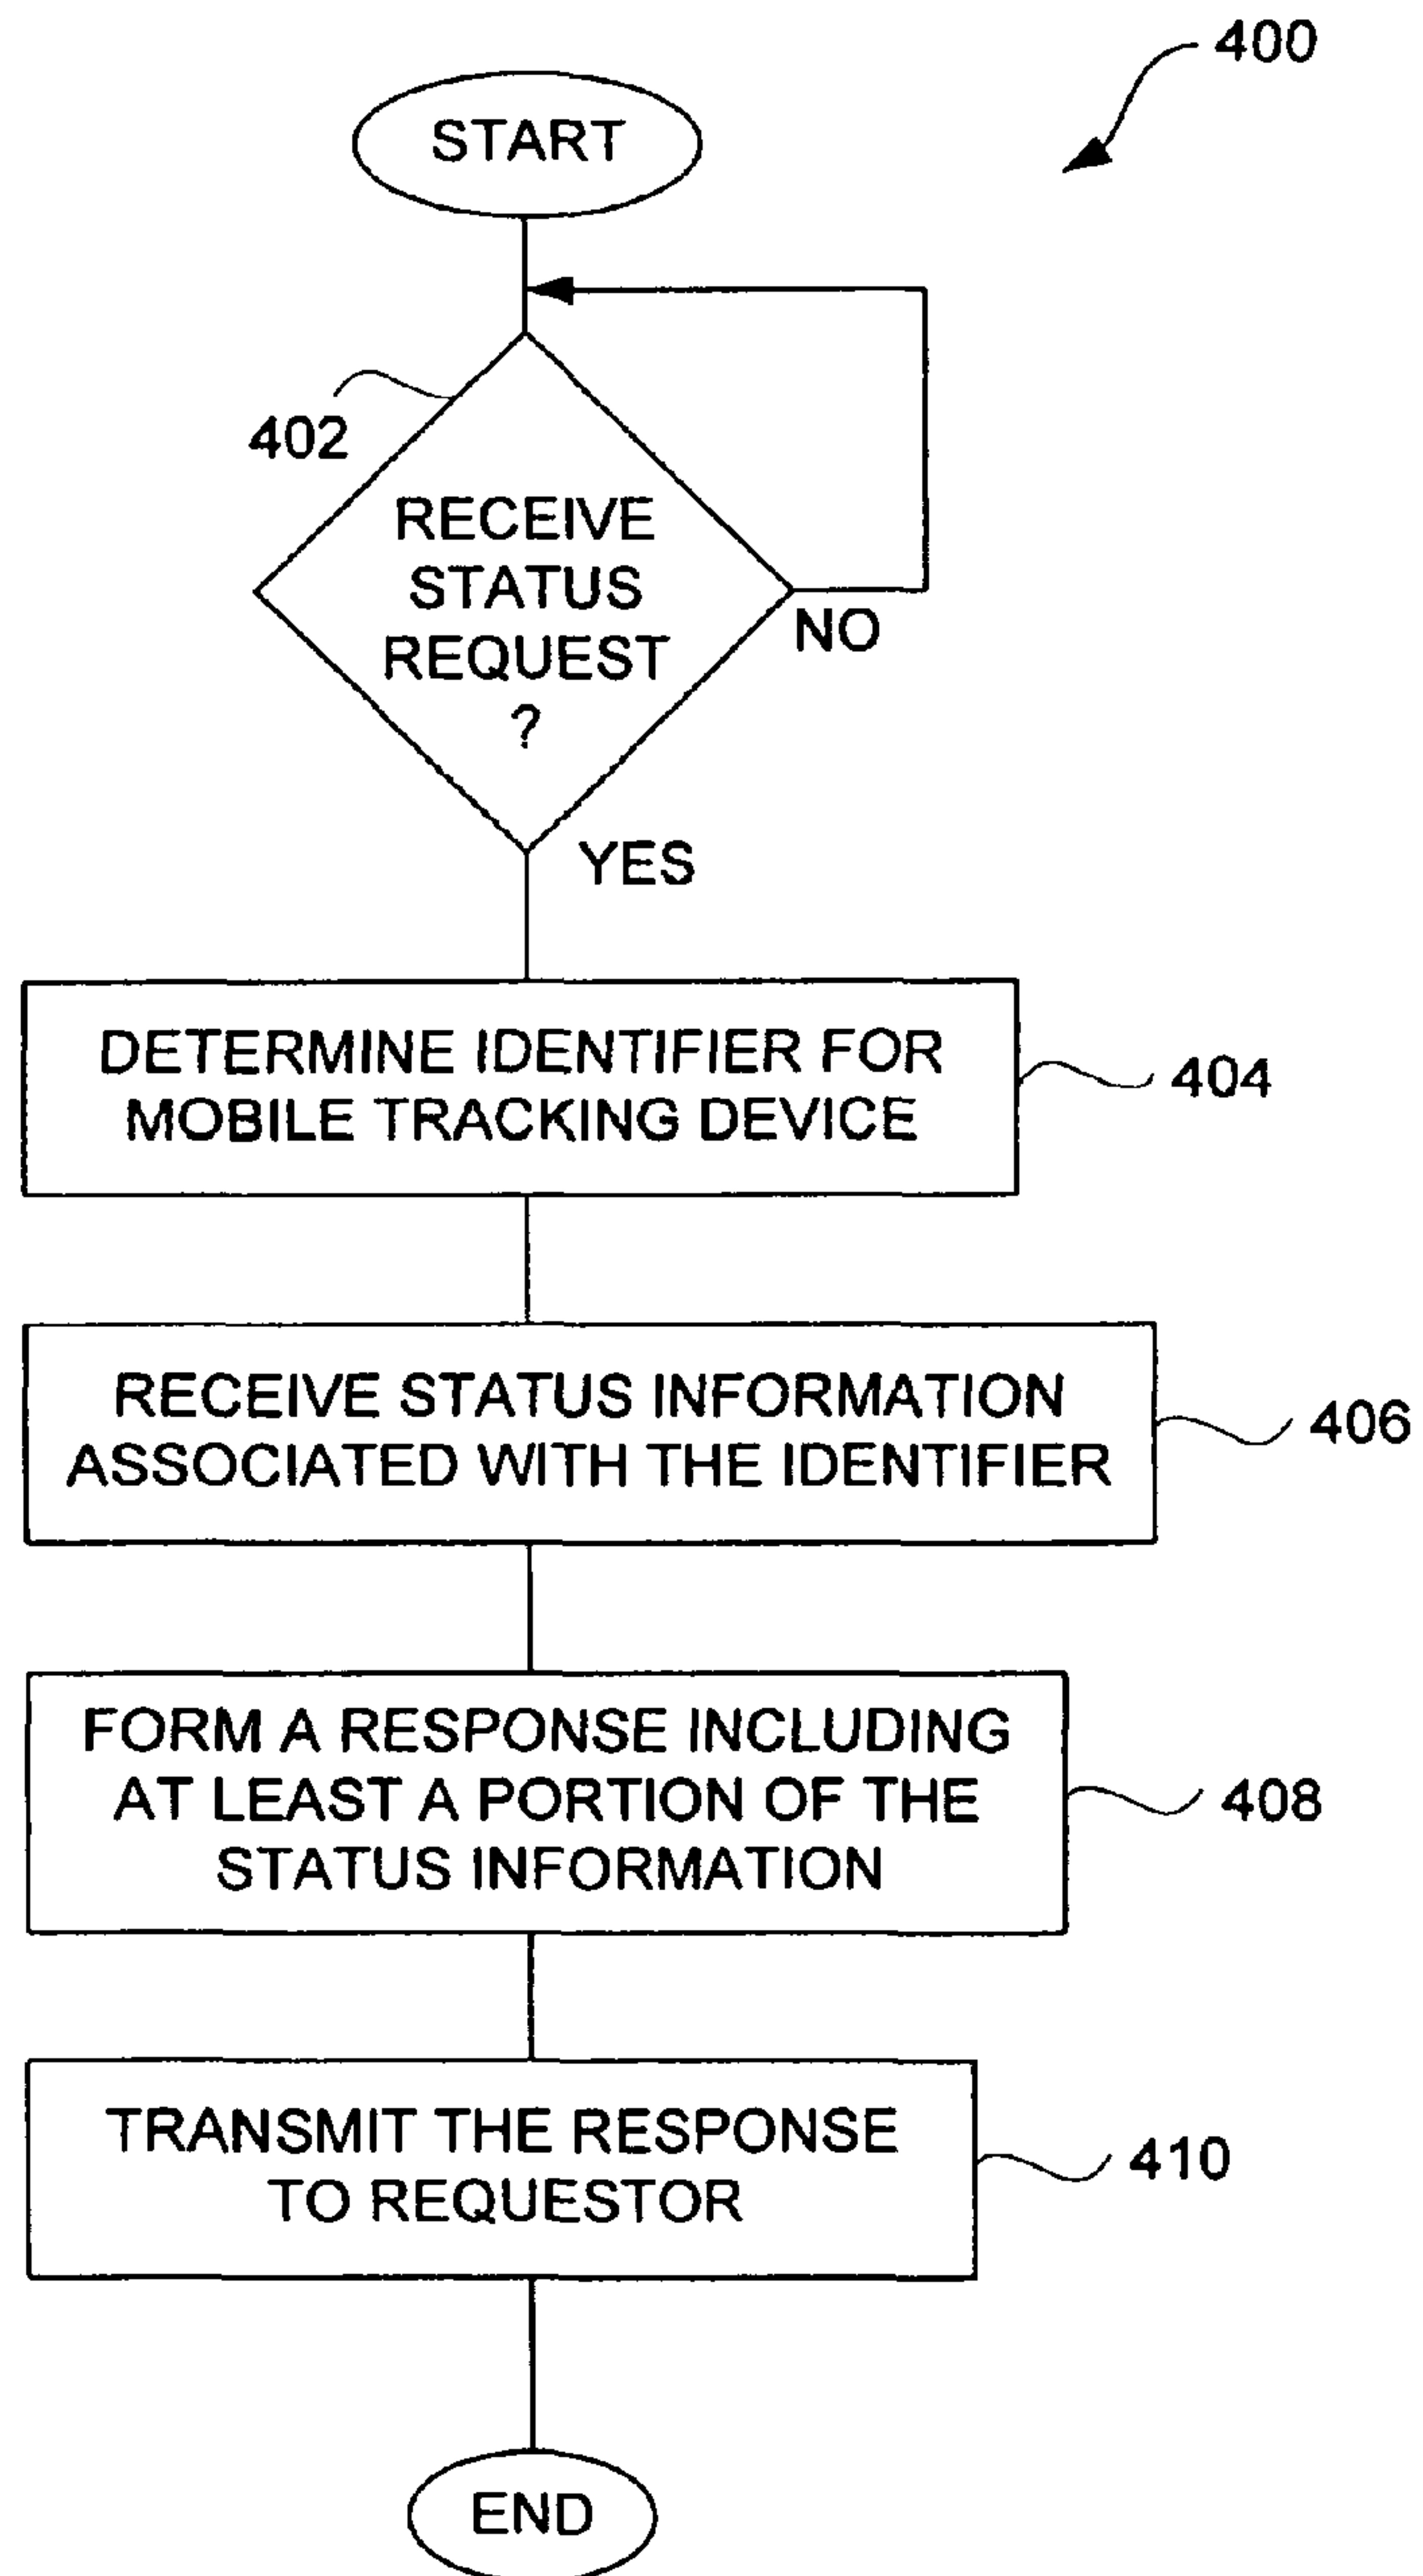 400
START
402
RECEIVE
STATUS
REQUEST
?
NO
YES
DETERMINE IDENTIFIER FOR
MOBILE TRACKING DEVICE
404
RECEIVE STATUS INFORMATION
ASSOCIATED WITH THE IDENTIFIER
406
FORM A RESPONSE INCLUDING
AT LEAST A PORTION OF THE
STATUS INFORMATION
408
TRANSMIT THE RESPONSE
TO REQUESTOR
410
END